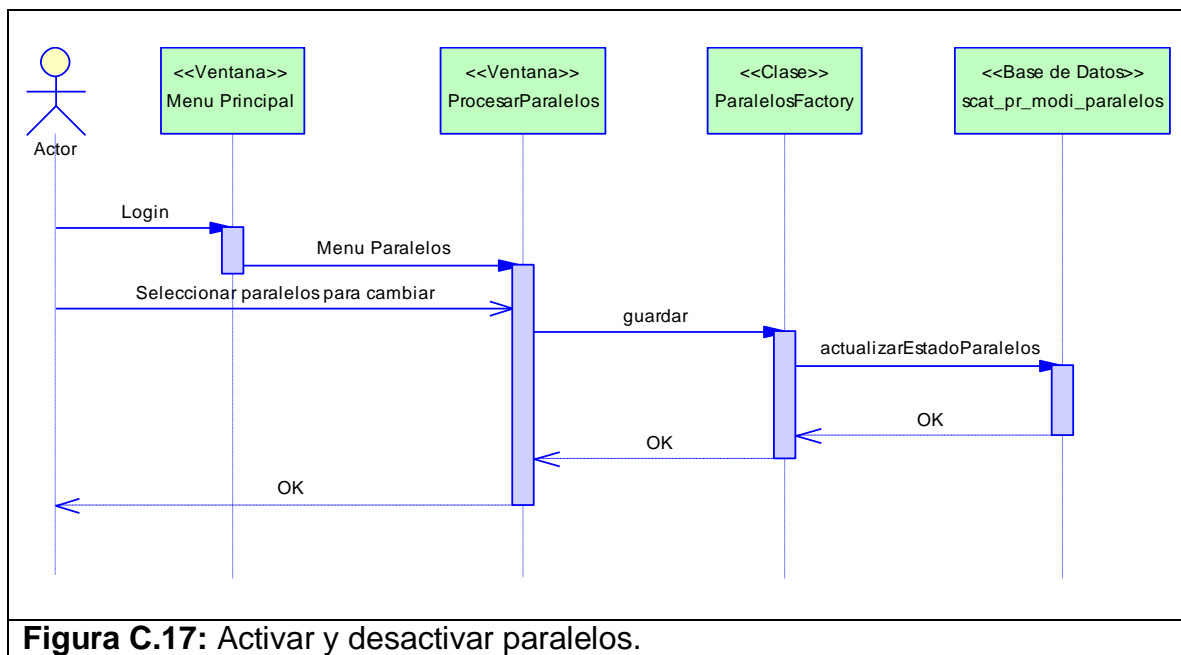 <<Ventana>>
Menu Principal
<<Ventana>>
ProcesarParalelos
<<Clase>>
ParalelosFactory
<<Base de Datos>>
scat_pr_modi_paralelos
Actor
Login
Menu Paralelos
Seleccionar paralelos para cambiar
guardar
actualizarEstadoParalelos
OK
OK
OK
Figura C.17: Activar y desactivar paralelos.